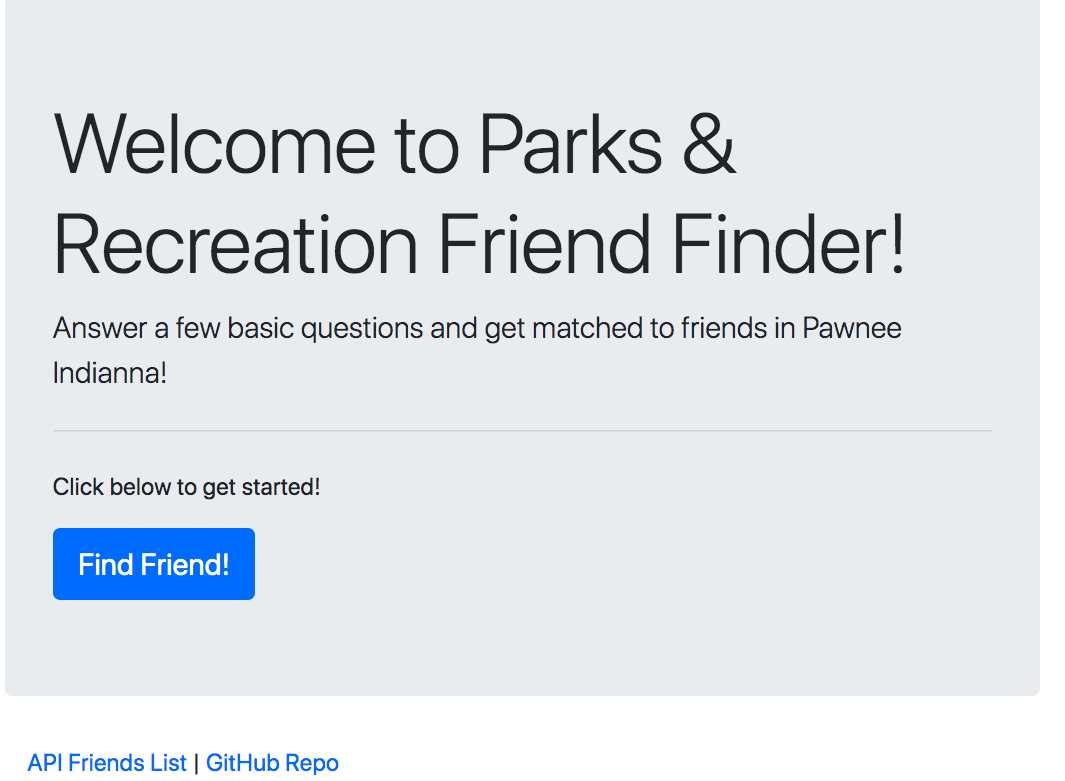 Welcome to Parks &
Recreation Friend Finder!
Answer a few basic questions and get matched to friends in Pawnee
Indianna!
Click below to get started!
Find Friend!
API Friends List | GitHub Repo